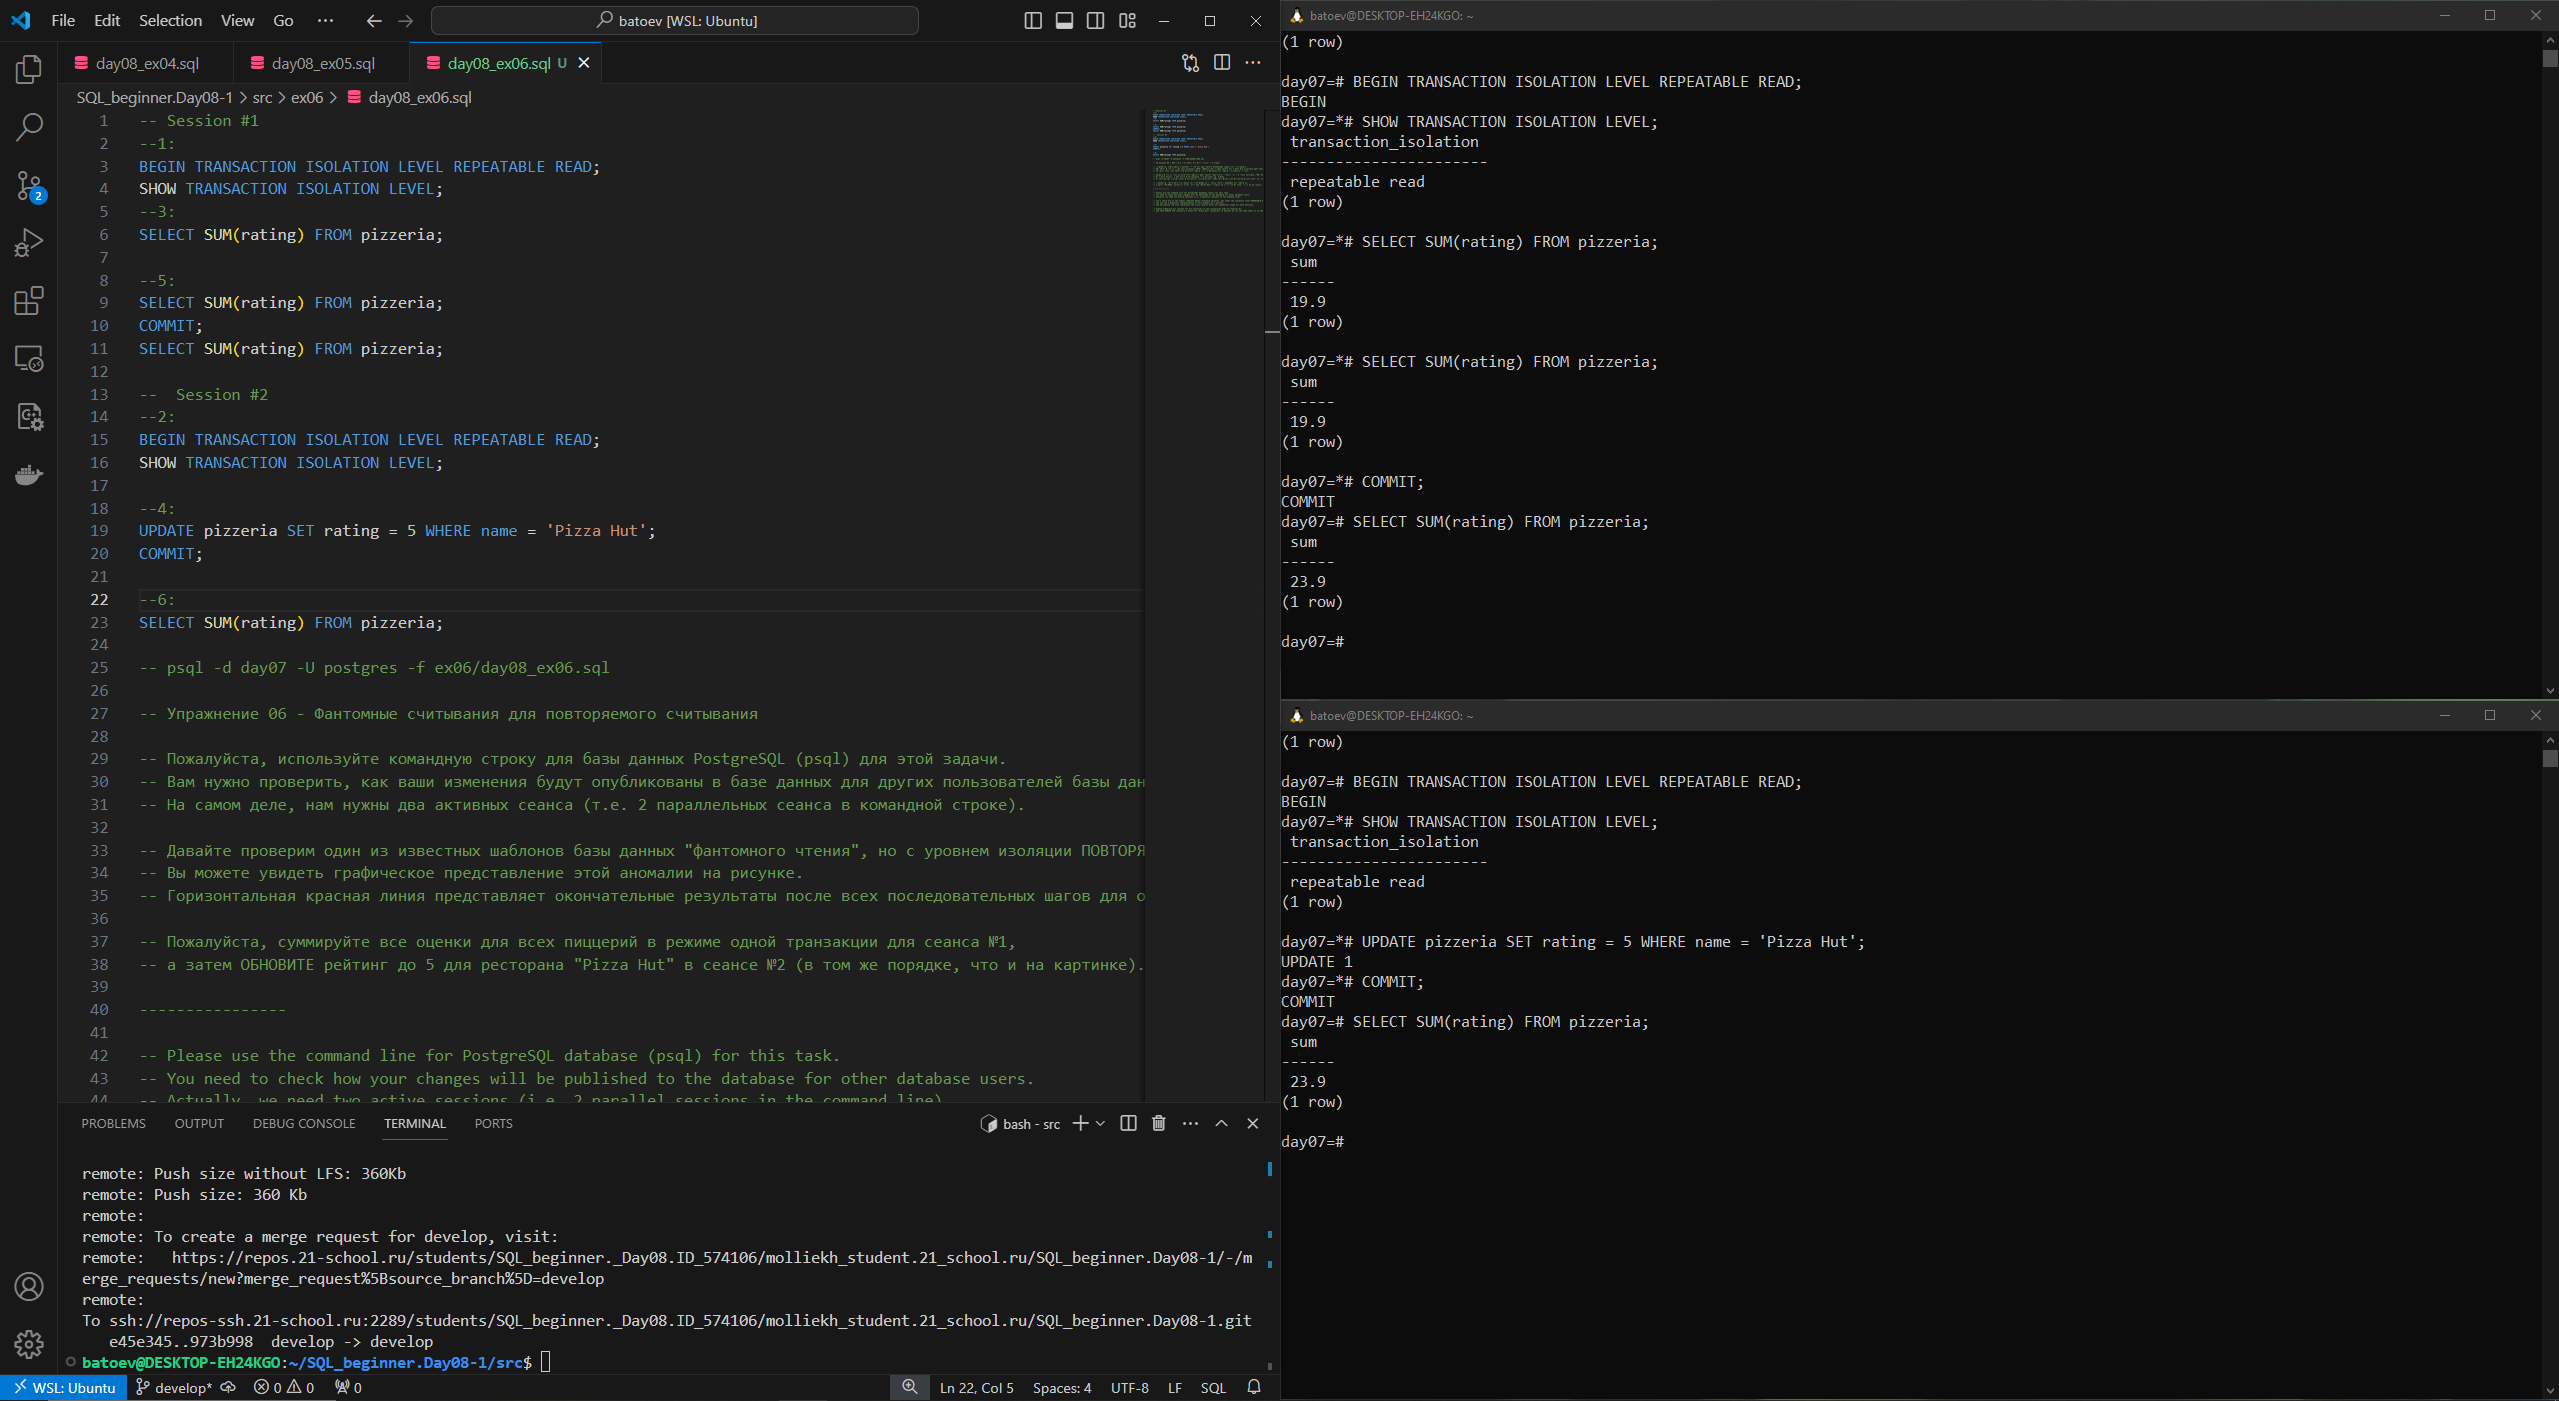 File Edit Selection View Go ··· batoev [WSL: Ubuntu]
day08_ex04.sql day08_ex05.sql day08_ex06.sql U
SQL_beginner.Day08-1 > src > ex06 > day08_ex06.sql
2
1 -- Session #1
2 --1:
3 BEGIN TRANSACTION ISOLATION LEVEL REPEATABLE READ;
4 SHOW TRANSACTION ISOLATION LEVEL;
5 --3:
6 SELECT SUM(rating) FROM pizzeria;
7
8 --5:
9 SELECT SUM(rating) FROM pizzeria;
10 COMMIT;
11 SELECT SUM(rating) FROM pizzeria;
12
13 --  Session #2
14 --2:
15 BEGIN TRANSACTION ISOLATION LEVEL REPEATABLE READ;
16 SHOW TRANSACTION ISOLATION LEVEL;
17
18 --4:
19 UPDATE pizzeria SET rating = 5 WHERE name = 'Pizza Hut';
20 COMMIT;
21
22 --6:
23 SELECT SUM(rating) FROM pizzeria;
24
25 -- psql -d day07 -U postgres -f ex06/day08_ex06.sql
26
27 -- Упражнение 06 - Фантомные считывания для повторяемого считывания
28
29 -- Пожалуйста, используйте командную строку для базы данных PostgreSQL (psql) для этой задачи.
30 -- Вам нужно проверить, как ваши изменения будут опубликованы в базе данных для других пользователей базы дан
31 -- На самом деле, нам нужны два активных сеанса (т.е. 2 параллельных сеанса в командной строке).
32
33 -- Давайте проверим один из известных шаблонов базы данных "фантомного чтения", но с уровнем изоляции ПОВТОРЯ
34 -- Вы можете увидеть графическое представление этой аномалии на рисунке.
35 -- Горизонтальная красная линия представляет окончательные результаты после всех последовательных шагов для о
36
37 -- Пожалуйста, суммируйте все оценки для всех пиццерий в режиме одной транзакции для сеанса №1,
38 -- а затем ОБНОВИТЕ рейтинг до 5 для ресторана "Pizza Hut" в сеансе №2 (в том же порядке, что и на картинке).
39
40 ----------------
41
42 -- Please use the command line for PostgreSQL database (psql) for this task.
43 -- You need to check how your changes will be published to the database for other database users.
44 -- Actually, we need two active sessions (i.e. 2 parallel sessions in the command line)
PROBLEMS OUTPUT DEBUG CONSOLE TERMINAL PORTS bash - src
remote: Push size without LFS: 360Kb
remote: Push size: 360 Kb
remote:
remote: To create a merge request for develop, visit:
remote:   https://repos.21-school.ru/students/SQL_beginner._Day08.ID_574106/molliekh_student.21_school.ru/SQL_beginner.Day08-1/-/m
erge_requests/new?merge_request%5Bsource_branch%5D=develop
remote:
To ssh://repos-ssh.21-school.ru:2289/students/SQL_beginner._Day08.ID_574106/molliekh_student.21_school.ru/SQL_beginner.Day08-1.git
   e45e345..973b998  develop -> develop
batoev@DESKTOP-EH24KGO:~/SQL_beginner.Day08-1/src$
WSL: Ubuntu develop* 0 0 0 Ln 22, Col 5 Spaces: 4 UTF-8 LF SQL
batoev@DESKTOP-EH24KGO: ~
(1 row)
day07=# BEGIN TRANSACTION ISOLATION LEVEL REPEATABLE READ;
BEGIN
day07=*# SHOW TRANSACTION ISOLATION LEVEL;
 transaction_isolation
-----------------------
 repeatable read
(1 row)
day07=*# SELECT SUM(rating) FROM pizzeria;
 sum
------
 19.9
(1 row)
day07=*# SELECT SUM(rating) FROM pizzeria;
 sum
------
 19.9
(1 row)
day07=*# COMMIT;
COMMIT
day07=# SELECT SUM(rating) FROM pizzeria;
 sum
------
 23.9
(1 row)
day07=#
batoev@DESKTOP-EH24KGO: ~
(1 row)
day07=# BEGIN TRANSACTION ISOLATION LEVEL REPEATABLE READ;
BEGIN
day07=*# SHOW TRANSACTION ISOLATION LEVEL;
 transaction_isolation
-----------------------
 repeatable read
(1 row)
day07=*# UPDATE pizzeria SET rating = 5 WHERE name = 'Pizza Hut';
UPDATE 1
day07=*# COMMIT;
COMMIT
day07=# SELECT SUM(rating) FROM pizzeria;
 sum
------
 23.9
(1 row)
day07=#